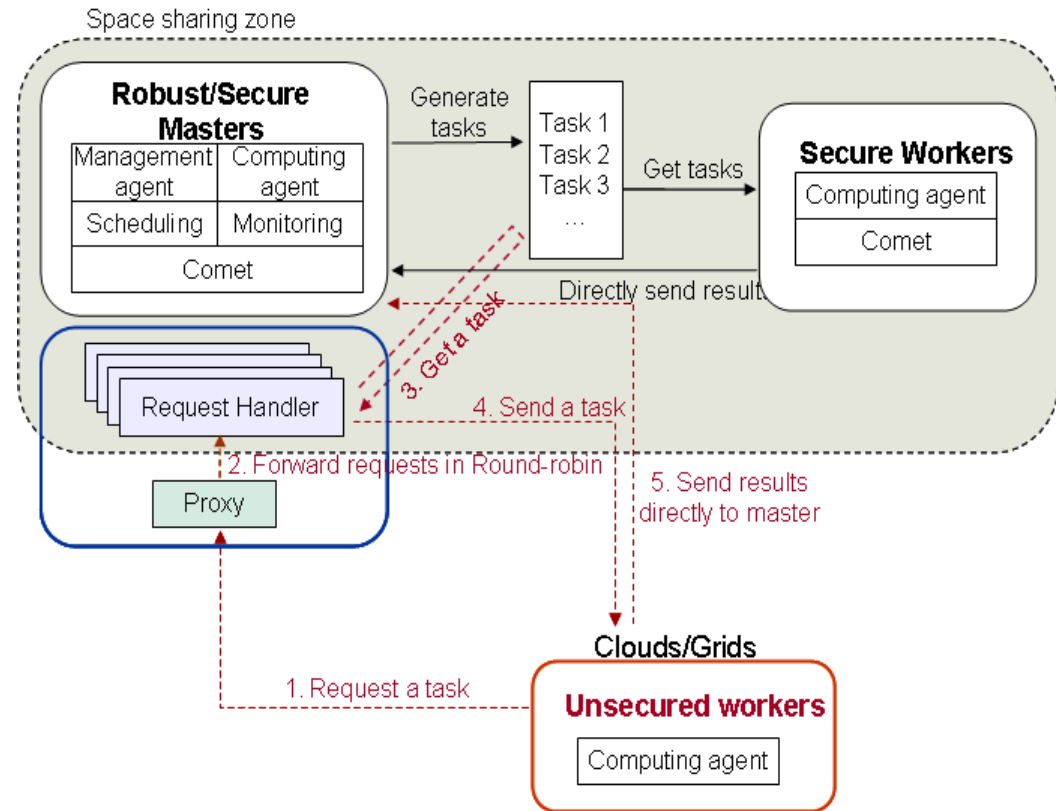 Space sharing zone
Robust/Secure
Masters
Management
agent
Computing
agent
Scheduling
Monitoring
Comet
Generate
tasks
Task 1
Task 2
Task 3
...
Get tasks
Secure Workers
Computing agent
Comet
Directly send results
3. Get a task
Request Handler
4. Send a task
2. Forward requests in Round-robin
Proxy
5. Send results
directly to master
Clouds/Grids
1. Request a task
Unsecured workers
Computing agent